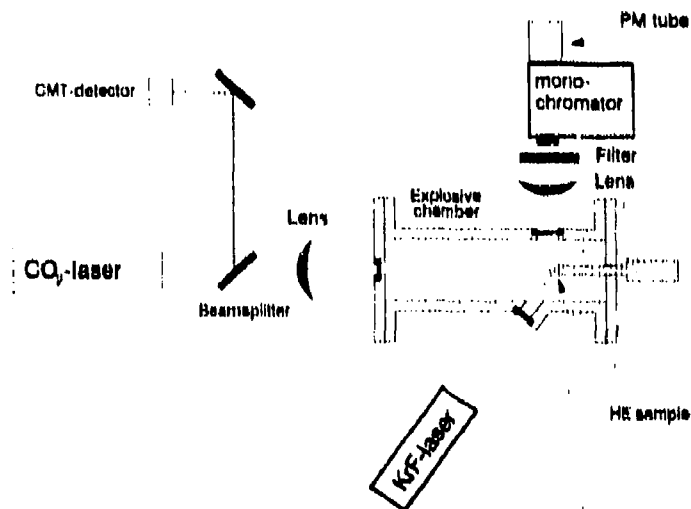 PM tube
mono-
chromator
CMT-detector
Filter
Lens
Explosive
chamber
Lens
CO₂-laser
Beamsplitter
HE sample
KrF-laser